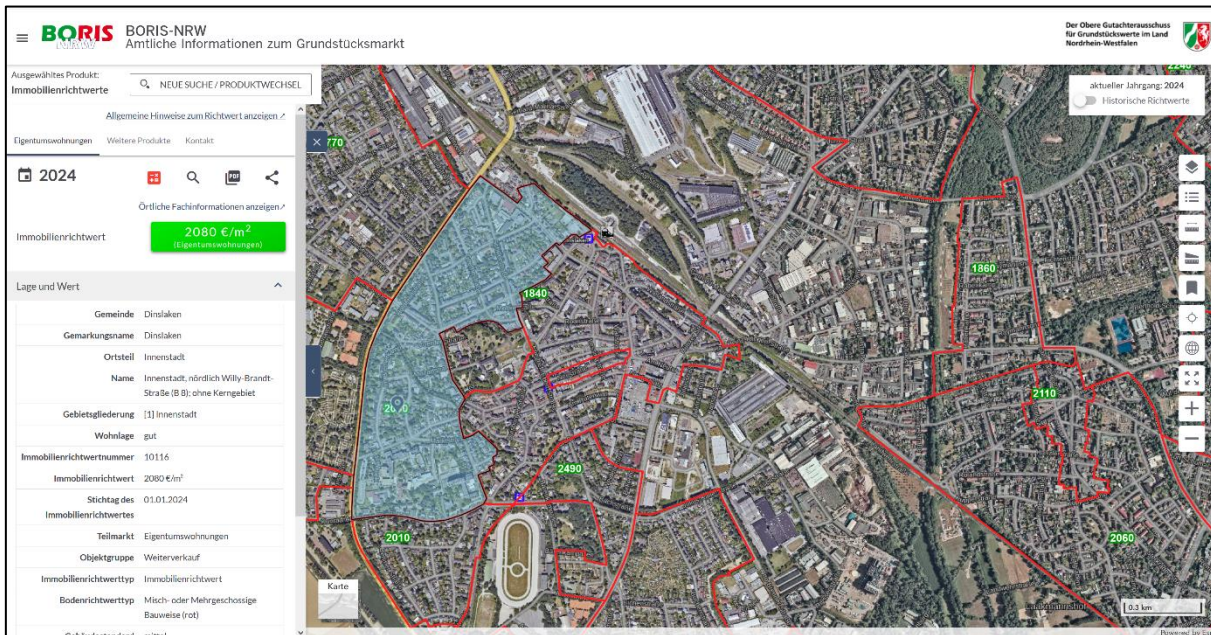 BORIS
NRW
BORIS-NRW
Amtliche Informationen zum Grundstücksmarkt
Der Obere Gutachterausschuss
für Grundstückswerte im Land
Nordrhein-Westfalen
Ausgewähltes Produkt:
Immobilienrichtwerte
NEUE SUCHE / PRODUKTWECHSEL
Allgemeine Hinweise zum Richtwert anzeigen
Eigentumswohnungen Weitere Produkte Kontakt
2024
PDF
Örtliche Fachinformationen anzeigen
Immobilienrichtwert
2080 €/m²
(Eigentumswohnungen)
Lage und Wert
Gemeinde Dinslaken
Gemarkungsname Dinslaken
Ortsteil Innenstadt
Name Innenstadt, nördlich Willy-Brandt-
Straße (B 8); ohne Kerngebiet
Gebietsgliederung [1] Innenstadt
Wohnlage gut
Immobilienrichtwertnummer 10116
Immobilienrichtwert 2080 €/m²
Stichtag des 01.01.2024
Immobilienrichtwertes
Teilmarkt Eigentumswohnungen
Objektgruppe Weiterverkauf
Immobilienrichtwerttyp Immobilienrichtwert
Bodenrichtwerttyp Misch- oder Mehrgeschossige
Bauweise (rot)
aktueller Jahrgang: 2024
Historische Richtwerte
1840
1860
2110
2490
2010
2060
Karte
0.3 km